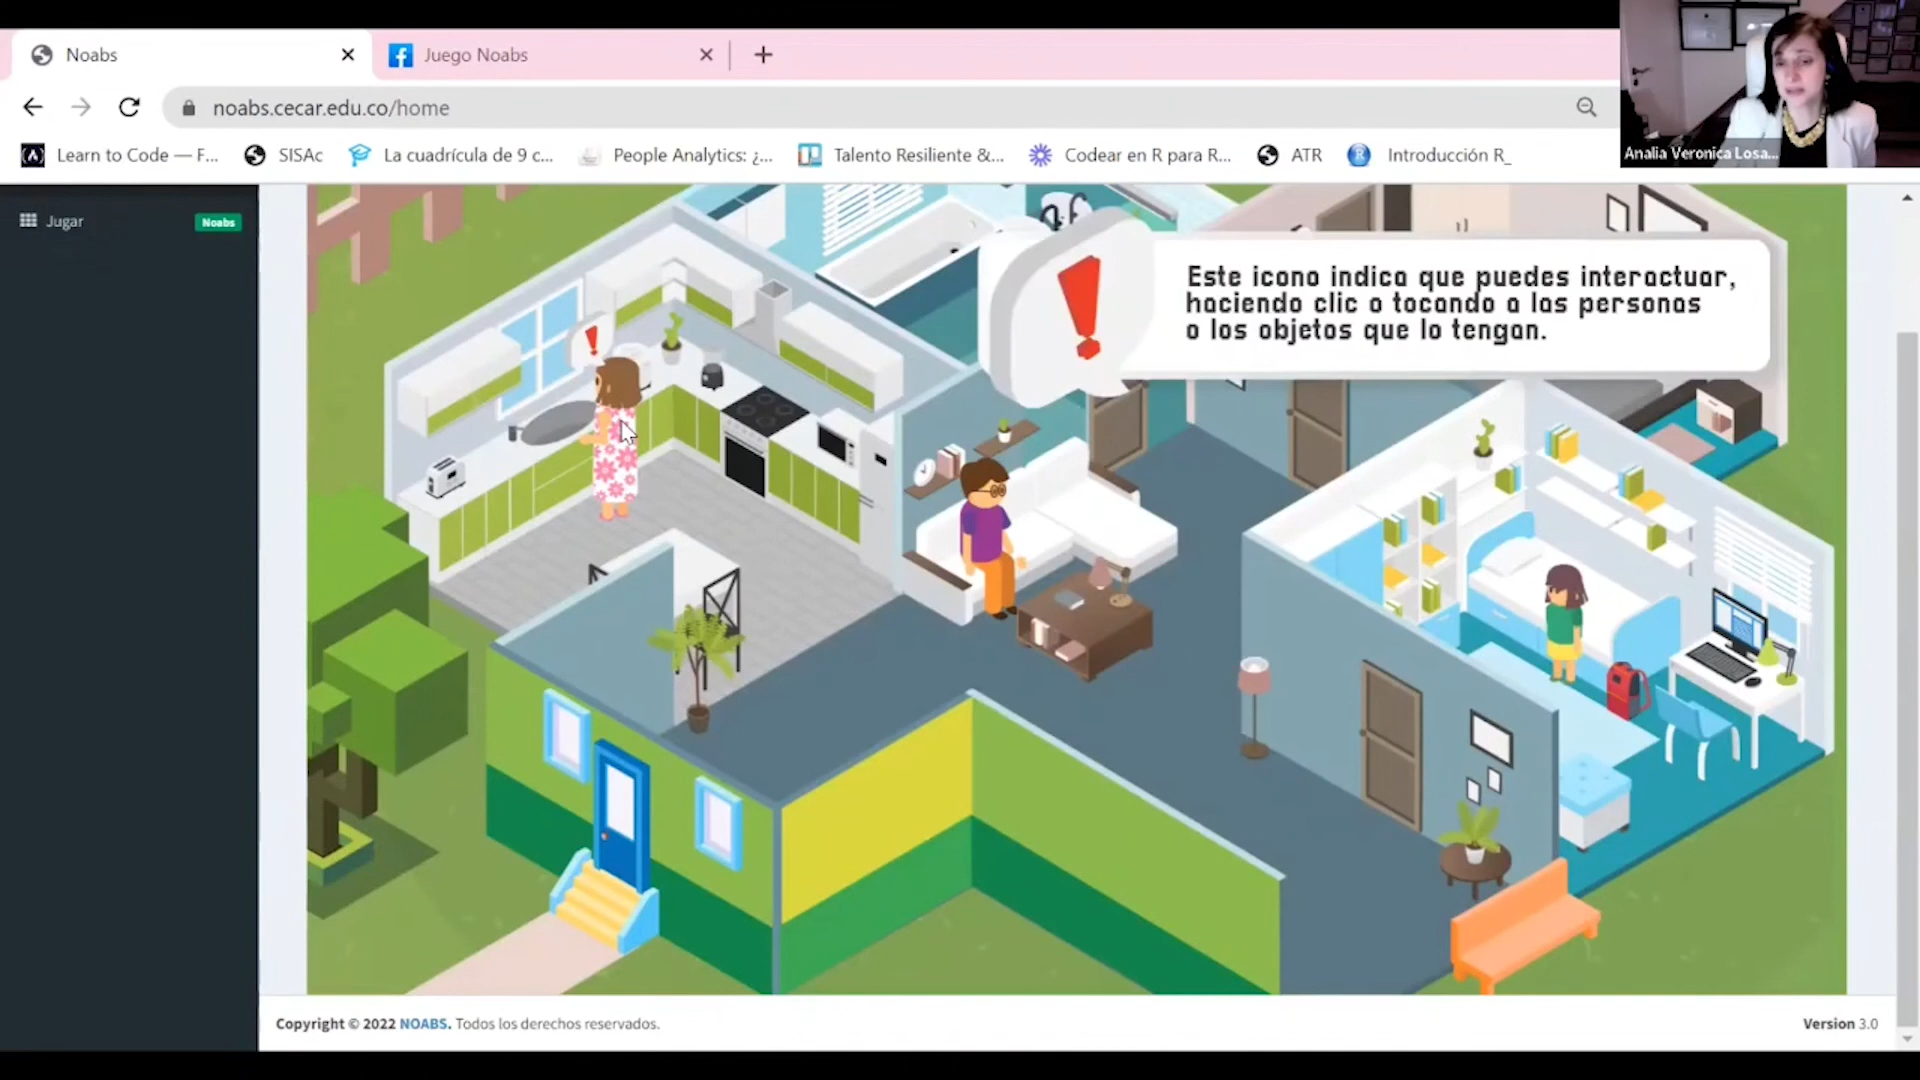 Noabs
Juego Noabs
noabs.cecar.edu.co/home
Learn to Code — F...
SISAc
La cuadrícula de 9 c...
People Analytics: ¿...
Talento Resiliente &...
Codear en R para R...
ATR
Introducción R_
Analia Veronica Losa...
Jugar
Noabs
Este icono indica que puedes interactuar,
haciendo clic o tocando a las personas
o los objetos que lo tengan.
Copyright © 2022 NOABS. Todos los derechos reservados.
Version 3.0